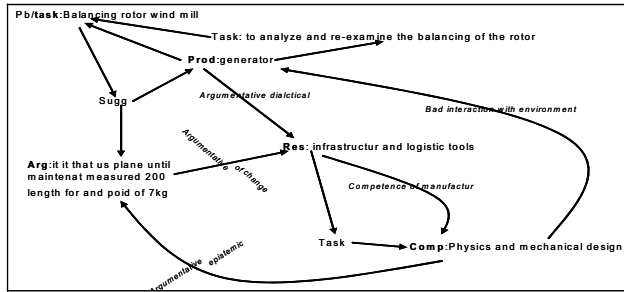 Pb/task:Balancing rotor wind mill
Task: to analyze and re-examine the balancing of the rotor
Prod:generator
Sugg
Argumentative dialctical
Bad interaction with environment
Argumentative of change
Res: infrastructur and logistic tools
Arg:it it that us plane until
maintenat measured 200
length for and poid of 7kg
Competence of manufactur
Task
Comp:Physics and mechanical design
Argumentative epistemic